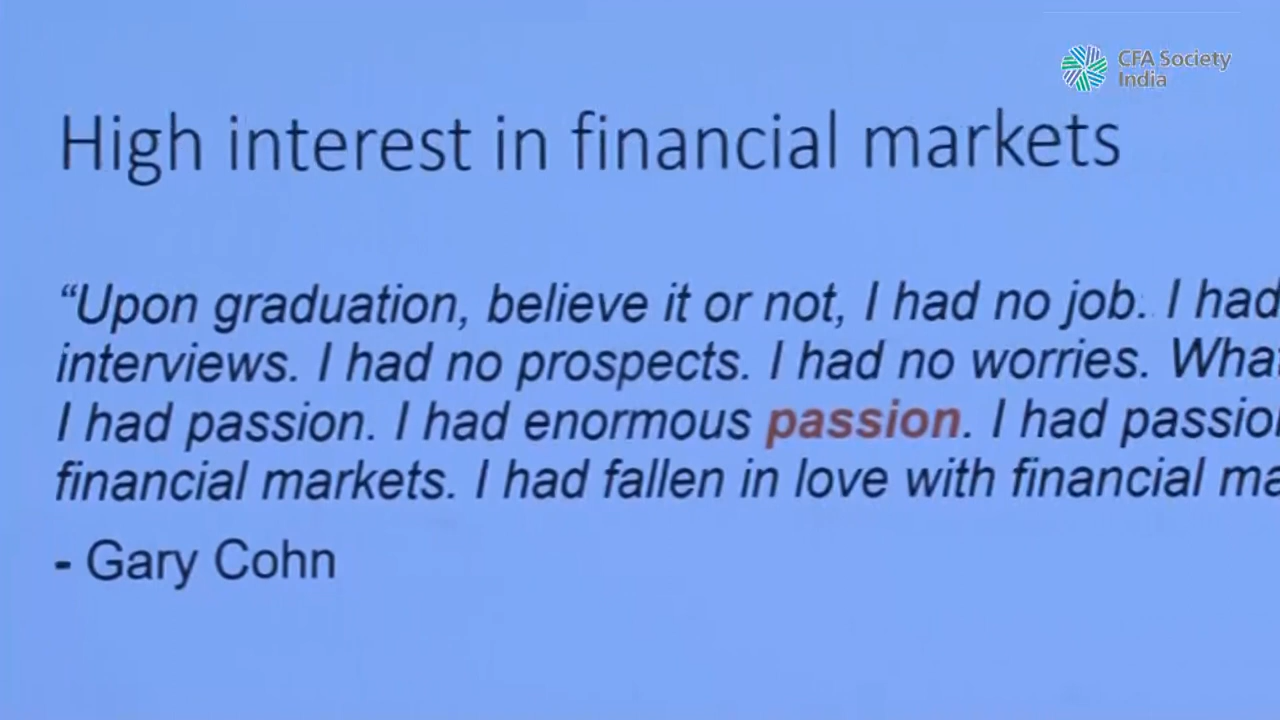 CFA Society
India
High interest in financial markets
“Upon graduation, believe it or not, I had no job. I had
interviews. I had no prospects. I had no worries.
I had passion. I had enormous passion. I had
financial markets. I had fallen in love with financial
- Gary Cohn